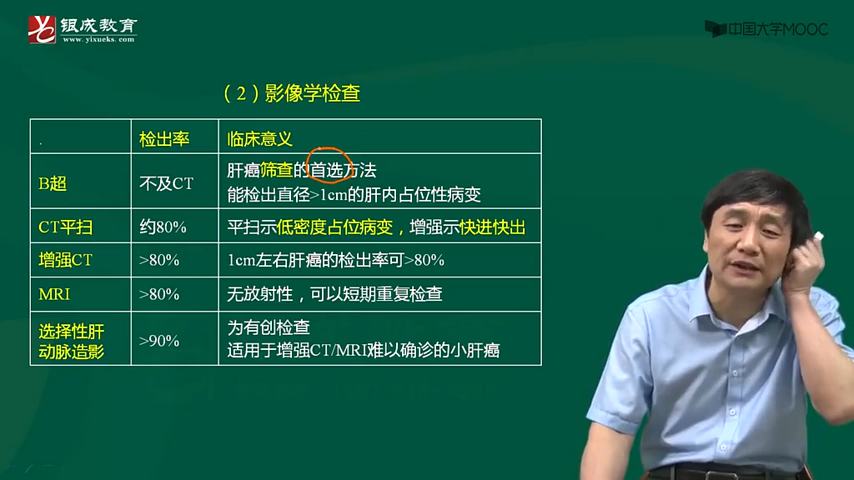 银成教育
www.yixueks.com
中国大学MOOC
（2）影像学检查
检出率
临床意义
B超
不及CT
肝癌筛查的首选方法
能检出直径>1cm的肝内占位性病变
CT平扫
约80%
平扫示低密度占位病变，增强示快进快出
增强CT
>80%
1cm左右肝癌的检出率可>80%
MRI
>80%
无放射性，可以短期重复检查
选择性肝
动脉造影
>90%
为有创检查
适用于增强CT/MRI难以确诊的小肝癌